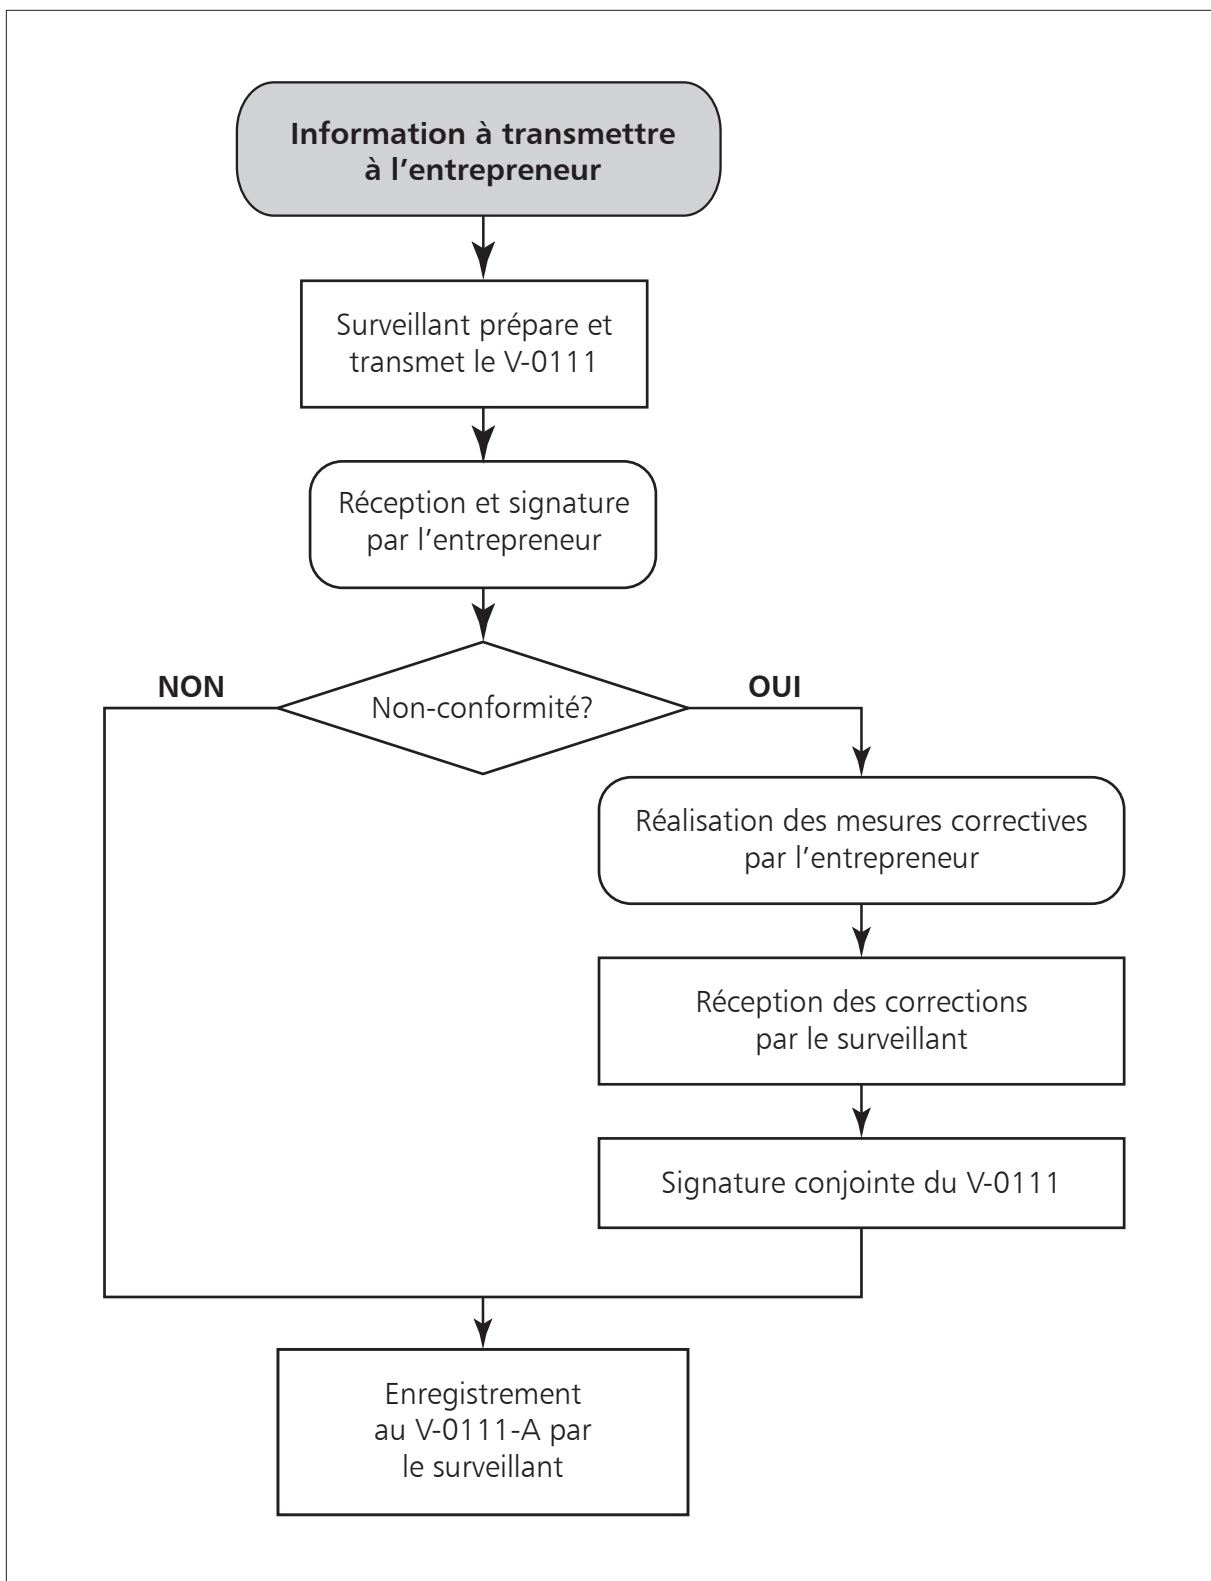 Information à transmettre
à l'entrepreneur
Surveillant prépare et
transmet le V-0111
Réception et signature
par l'entrepreneur
NON
Non-conformité?
OUI
Réalisation des mesures correctives
par l'entrepreneur
Réception des corrections
par le surveillant
Signature conjointe du V-0111
Enregistrement
au V-0111-A par
le surveillant